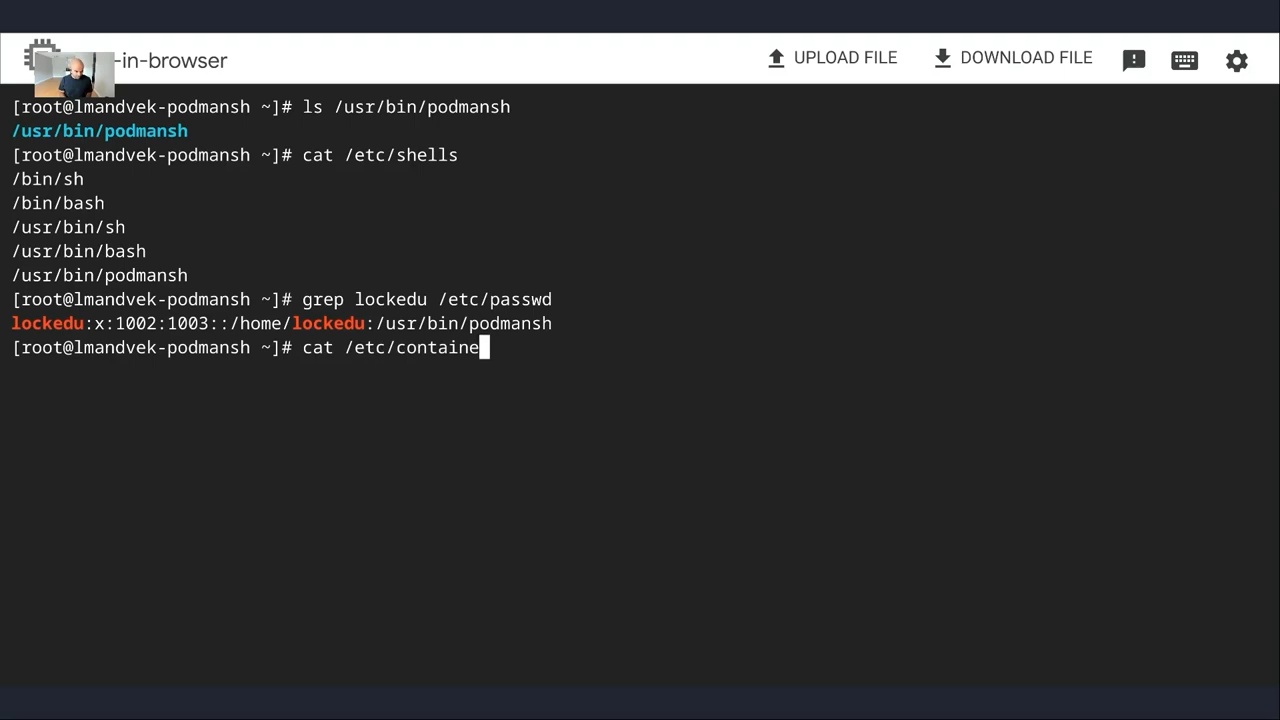 -in-browser
UPLOAD FILE
DOWNLOAD FILE
[root@lmandvek-podmansh ~]# ls /usr/bin/podmansh
/usr/bin/podmansh
[root@lmandvek-podmansh ~]# cat /etc/shells
/bin/sh
/bin/bash
/usr/bin/sh
/usr/bin/bash
/usr/bin/podmansh
[root@lmandvek-podmansh ~]# grep lockedu /etc/passwd
lockedu:x:1002:1003::/home/lockedu:/usr/bin/podmansh
[root@lmandvek-podmansh ~]# cat /etc/containe